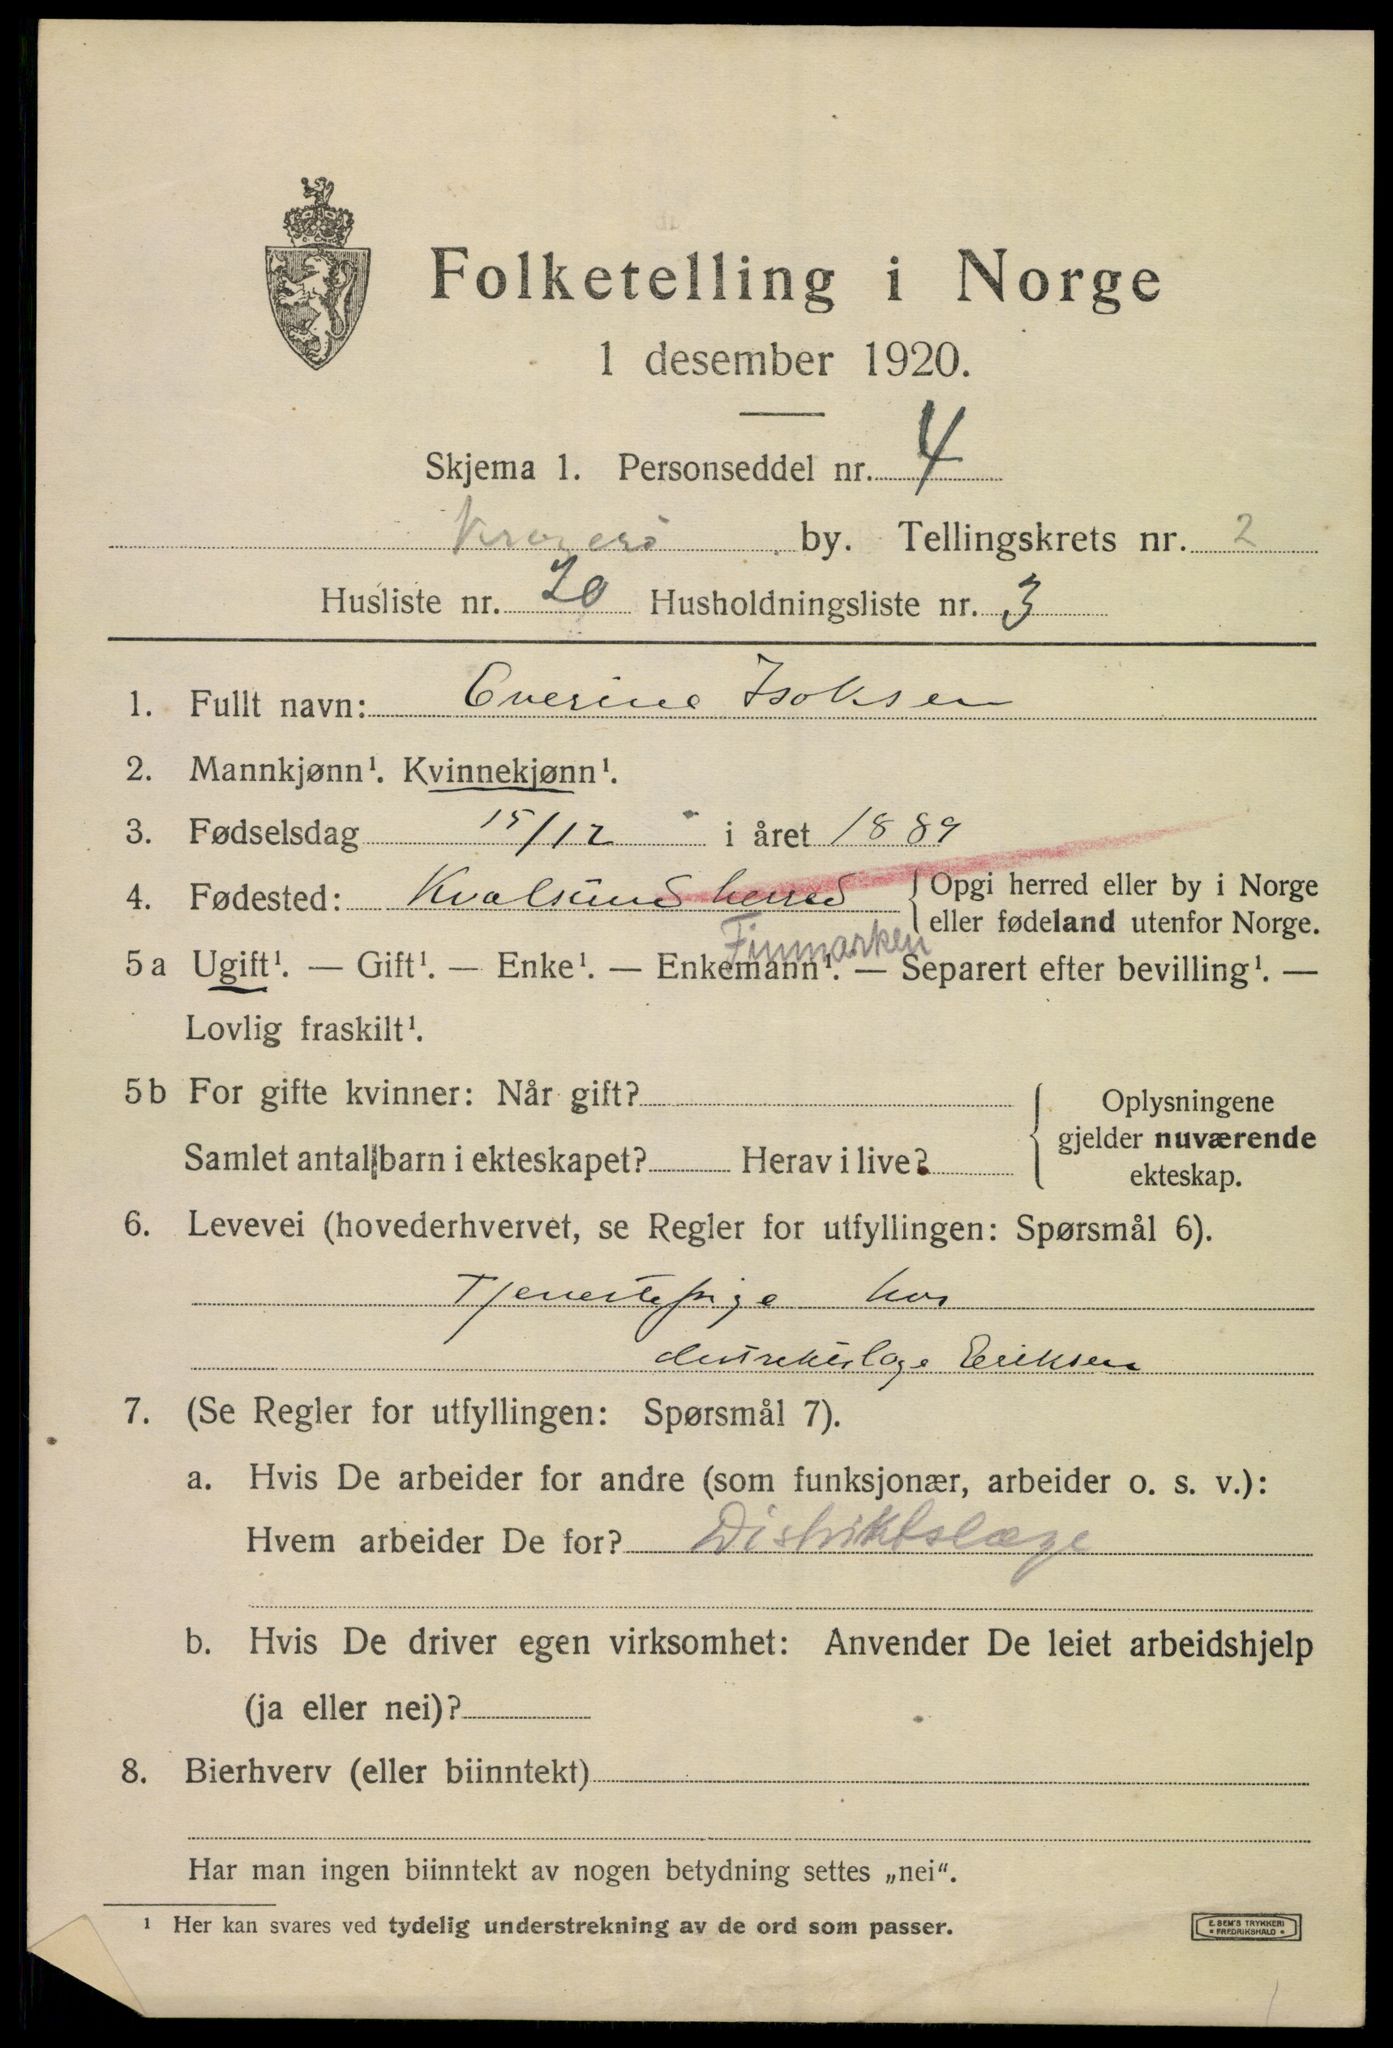 Folketelling i Norge
1 desember 1920.
Skjema 1. Personseddel nr. 4
Kragerö by. Tellingskrets nr. 2
Husliste nr. 20 Husholdningsliste nr. 3
1. Fullt navn: Everine Isoksen
2. Mannkjønn¹. Kvinnekjønn¹.
3. Fødselsdag 15/12 i året 1889
4. Fødested: Kvalsund herred { Opgi herred eller by i Norge
eller fødeland utenfor Norge.
Finmarken
5 a Ugift¹. — Gift¹. — Enke¹. — Enkemann¹. — Separert efter bevilling¹. —
Lovlig fraskilt¹.
5 b For gifte kvinner: Når gift? { Oplysningene
gjelder nuværende
Samlet antall barn i ekteskapet? Herav i live?
ekteskap.
6. Levevei (hovederhvervet, se Regler for utfyllingen: Spørsmål 6).
Tjenestepige hos
distriktslæge Eriksen
7. (Se Regler for utfyllingen: Spørsmål 7).
a. Hvis De arbeider for andre (som funksjonær, arbeider o. s. v.):
Hvem arbeider De for? Distriktslæge
b. Hvis De driver egen virksomhet: Anvender De leiet arbeidshjelp
(ja eller nei)?
8. Bierhverv (eller biinntekt)
Har man ingen biinntekt av nogen betydning settes „nei“.
¹ Her kan svares ved tydelig understrekning av de ord som passer.
E. SEM'S TRYKKERI
• FREDRIKSHALD •